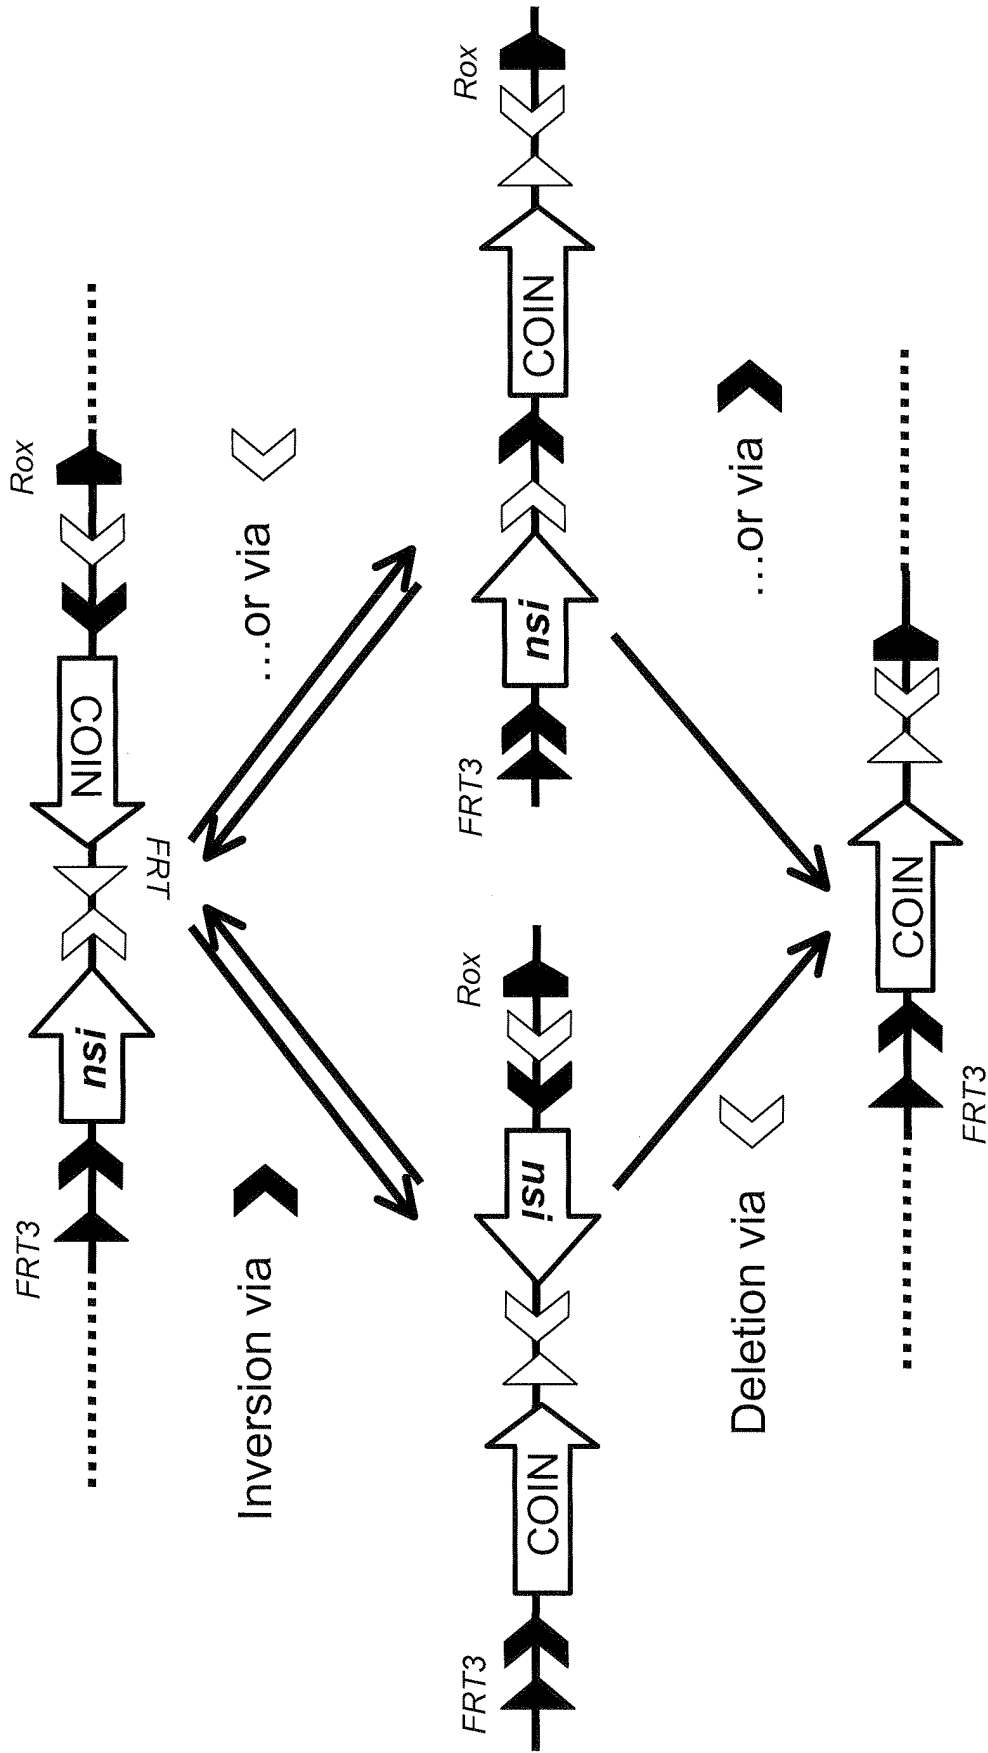 FRT3
Rox
nsi
COIN
FRT
Inversion via
...or via
FRT3
Rox
FRT3
Rox
COIN
nsi
nsi
COIN
Deletion via
...or via
COIN
FRT3